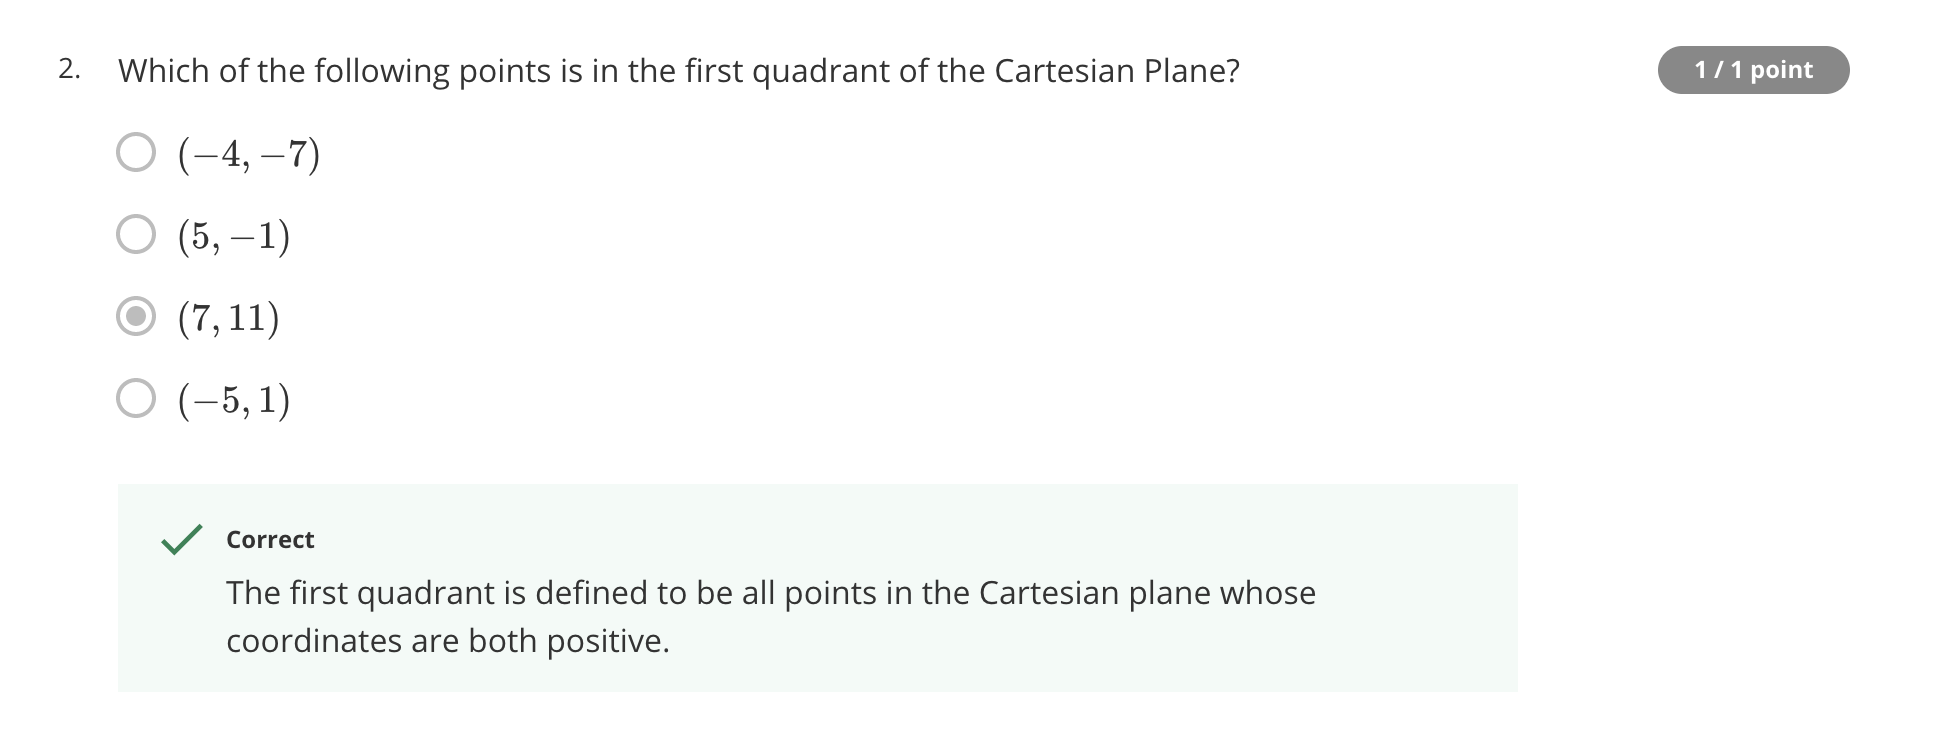 2. Which of the following points is in the first quadrant of the Cartesian Plane?
1 / 1 point
(−4, −7)
(5, −1)
(7, 11)
(−5, 1)
Correct
The first quadrant is defined to be all points in the Cartesian plane whose
coordinates are both positive.